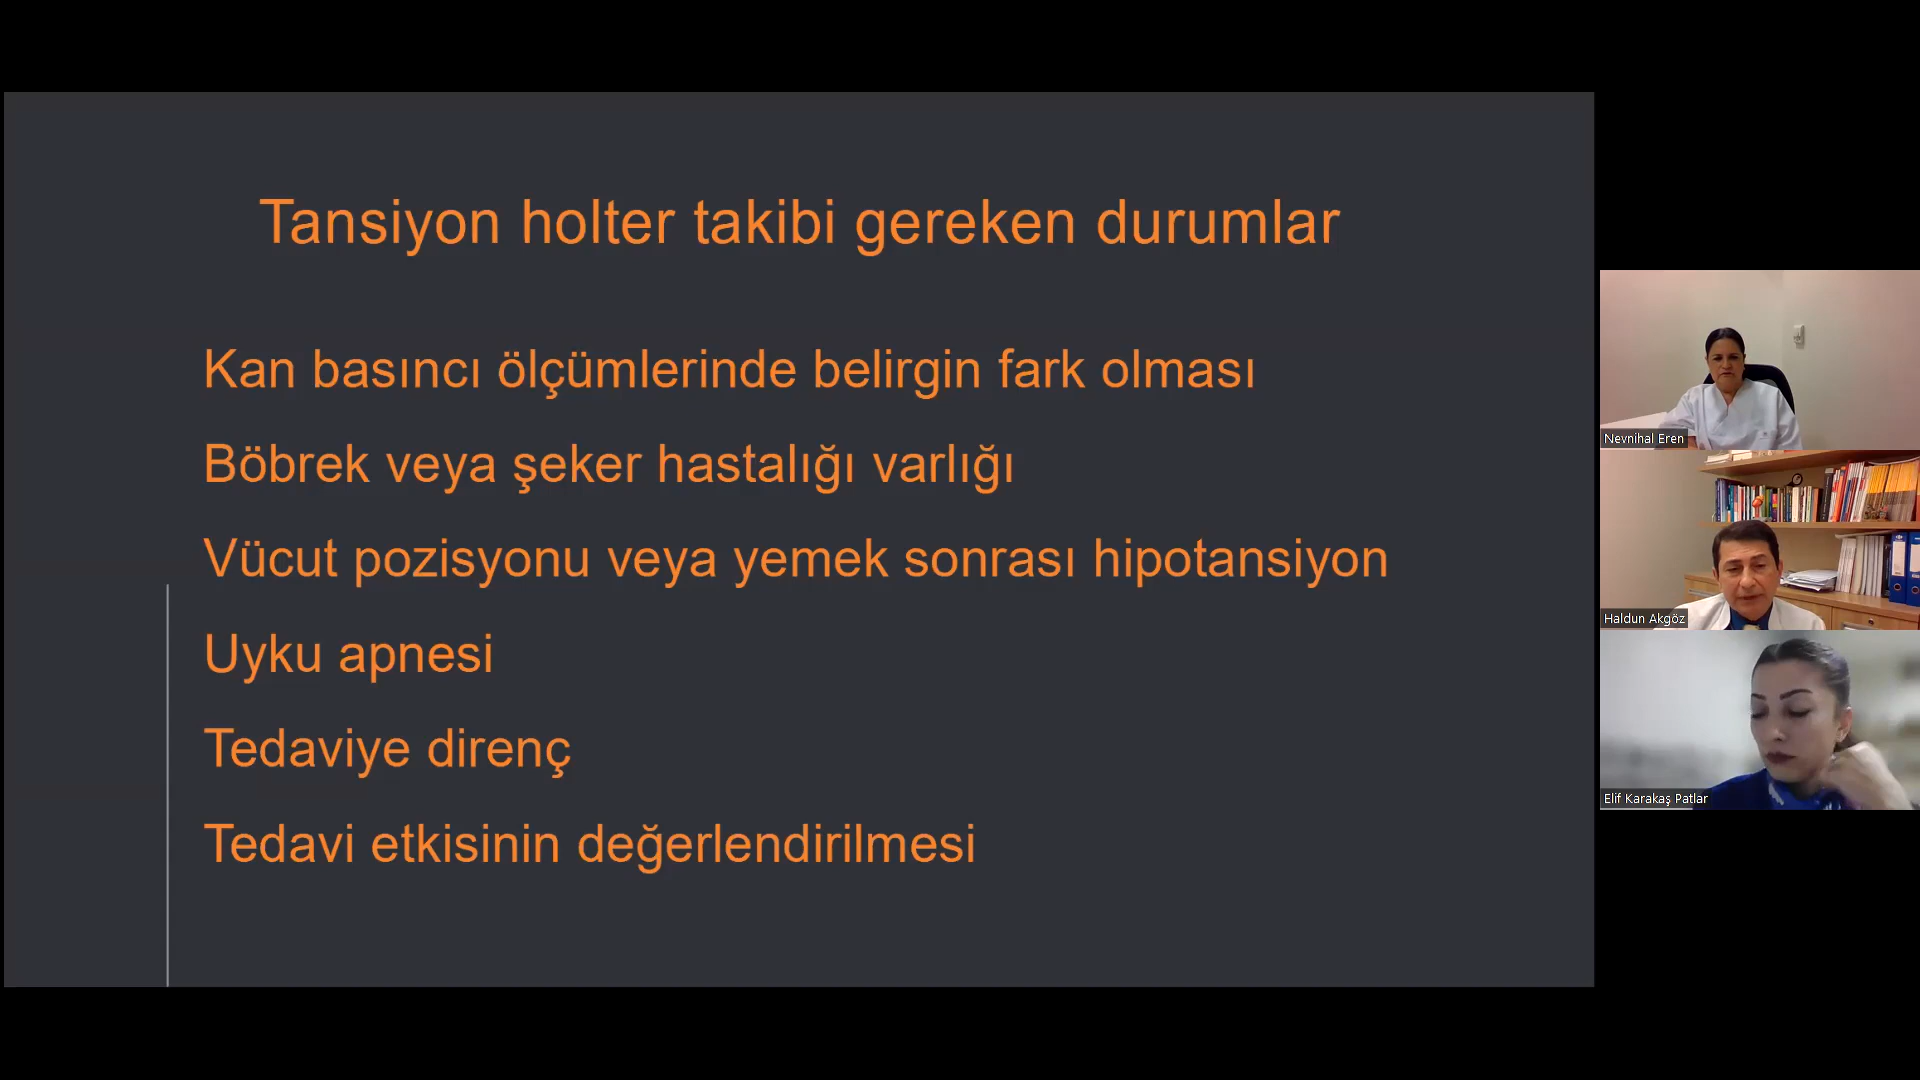 Tansiyon holter takibi gereken durumlar
Kan basıncı ölçümlerinde belirgin fark olması
Böbrek veya şeker hastalığı varlığı
Vücut pozisyonu veya yemek sonrası hipotansiyon
Uyku apnesi
Tedaviye direnç
Tedavi etkisinin değerlendirilmesi
Nevnihal Eren
Haldun Akgöz
Elif Karakaş Patlar